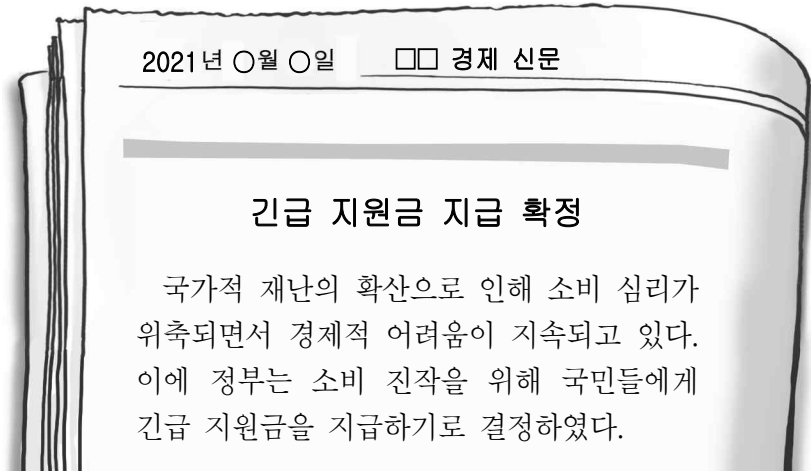 2021년 ○월 ○일 □□ 경제 신문
긴급 지원금 지급 확정
국가적 재난의 확산으로 인해 소비 심리가
위축되면서 경제적 어려움이 지속되고 있다.
이에 정부는 소비 진작을 위해 국민들에게
긴급 지원금을 지급하기로 결정하였다.